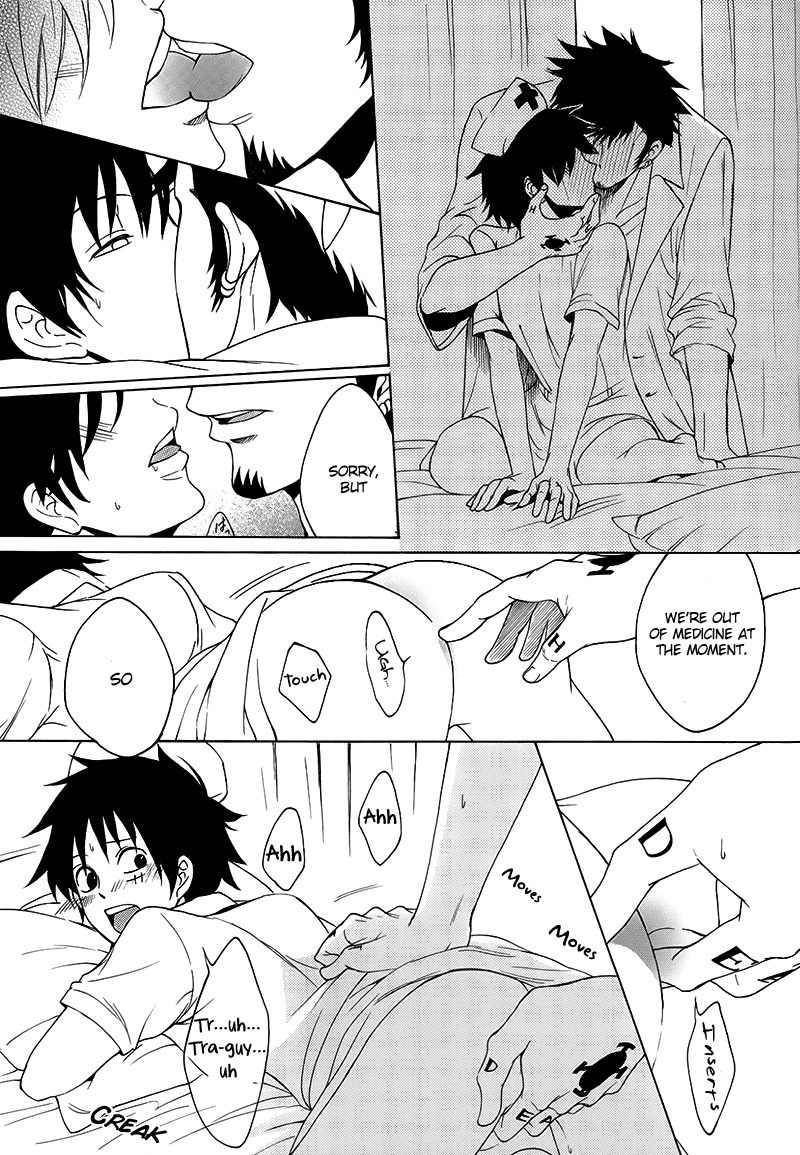 SORRY,
BUT
WE'RE OUT
OF MEDICINE AT
THE MOMENT.
H
Touch
SO
D
E
Inserts
Moves
Moves
Ahh
Ahh
Tr...uh...
Tra-guy...
uh
D E A
CREAK